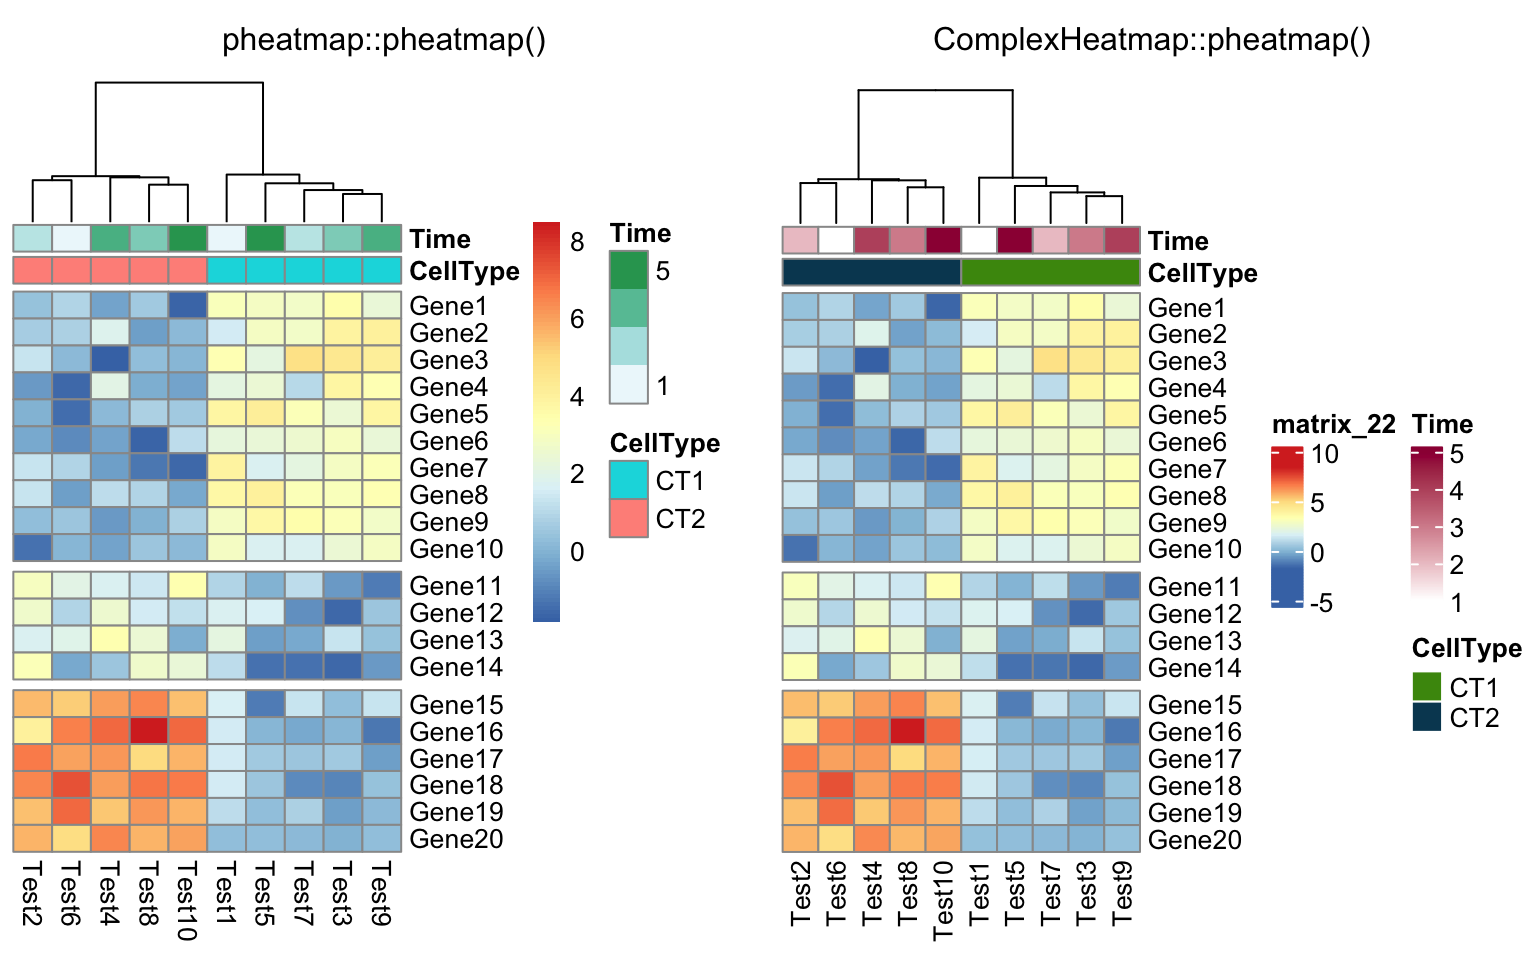 pheatmap::pheatmap()
Time
CellType
Gene1
Gene2
Gene3
Gene4
Gene5
Gene6
Gene7
Gene8
Gene9
Gene10
Gene11
Gene12
Gene13
Gene14
Gene15
Gene16
Gene17
Gene18
Gene19
Gene20
Test2
Test6
Test4
Test8
Test10
Test1
Test5
Test7
Test3
Test9
8
6
4
2
0
Time
5
1
CellType
CT1
CT2
ComplexHeatmap::pheatmap()
Time
CellType
Gene1
Gene2
Gene3
Gene4
Gene5
Gene6
Gene7
Gene8
Gene9
Gene10
Gene11
Gene12
Gene13
Gene14
Gene15
Gene16
Gene17
Gene18
Gene19
Gene20
Test2
Test6
Test4
Test8
Test10
Test1
Test5
Test7
Test3
Test9
matrix_22
10
5
0
-5
Time
5
4
3
2
1
CellType
CT1
CT2